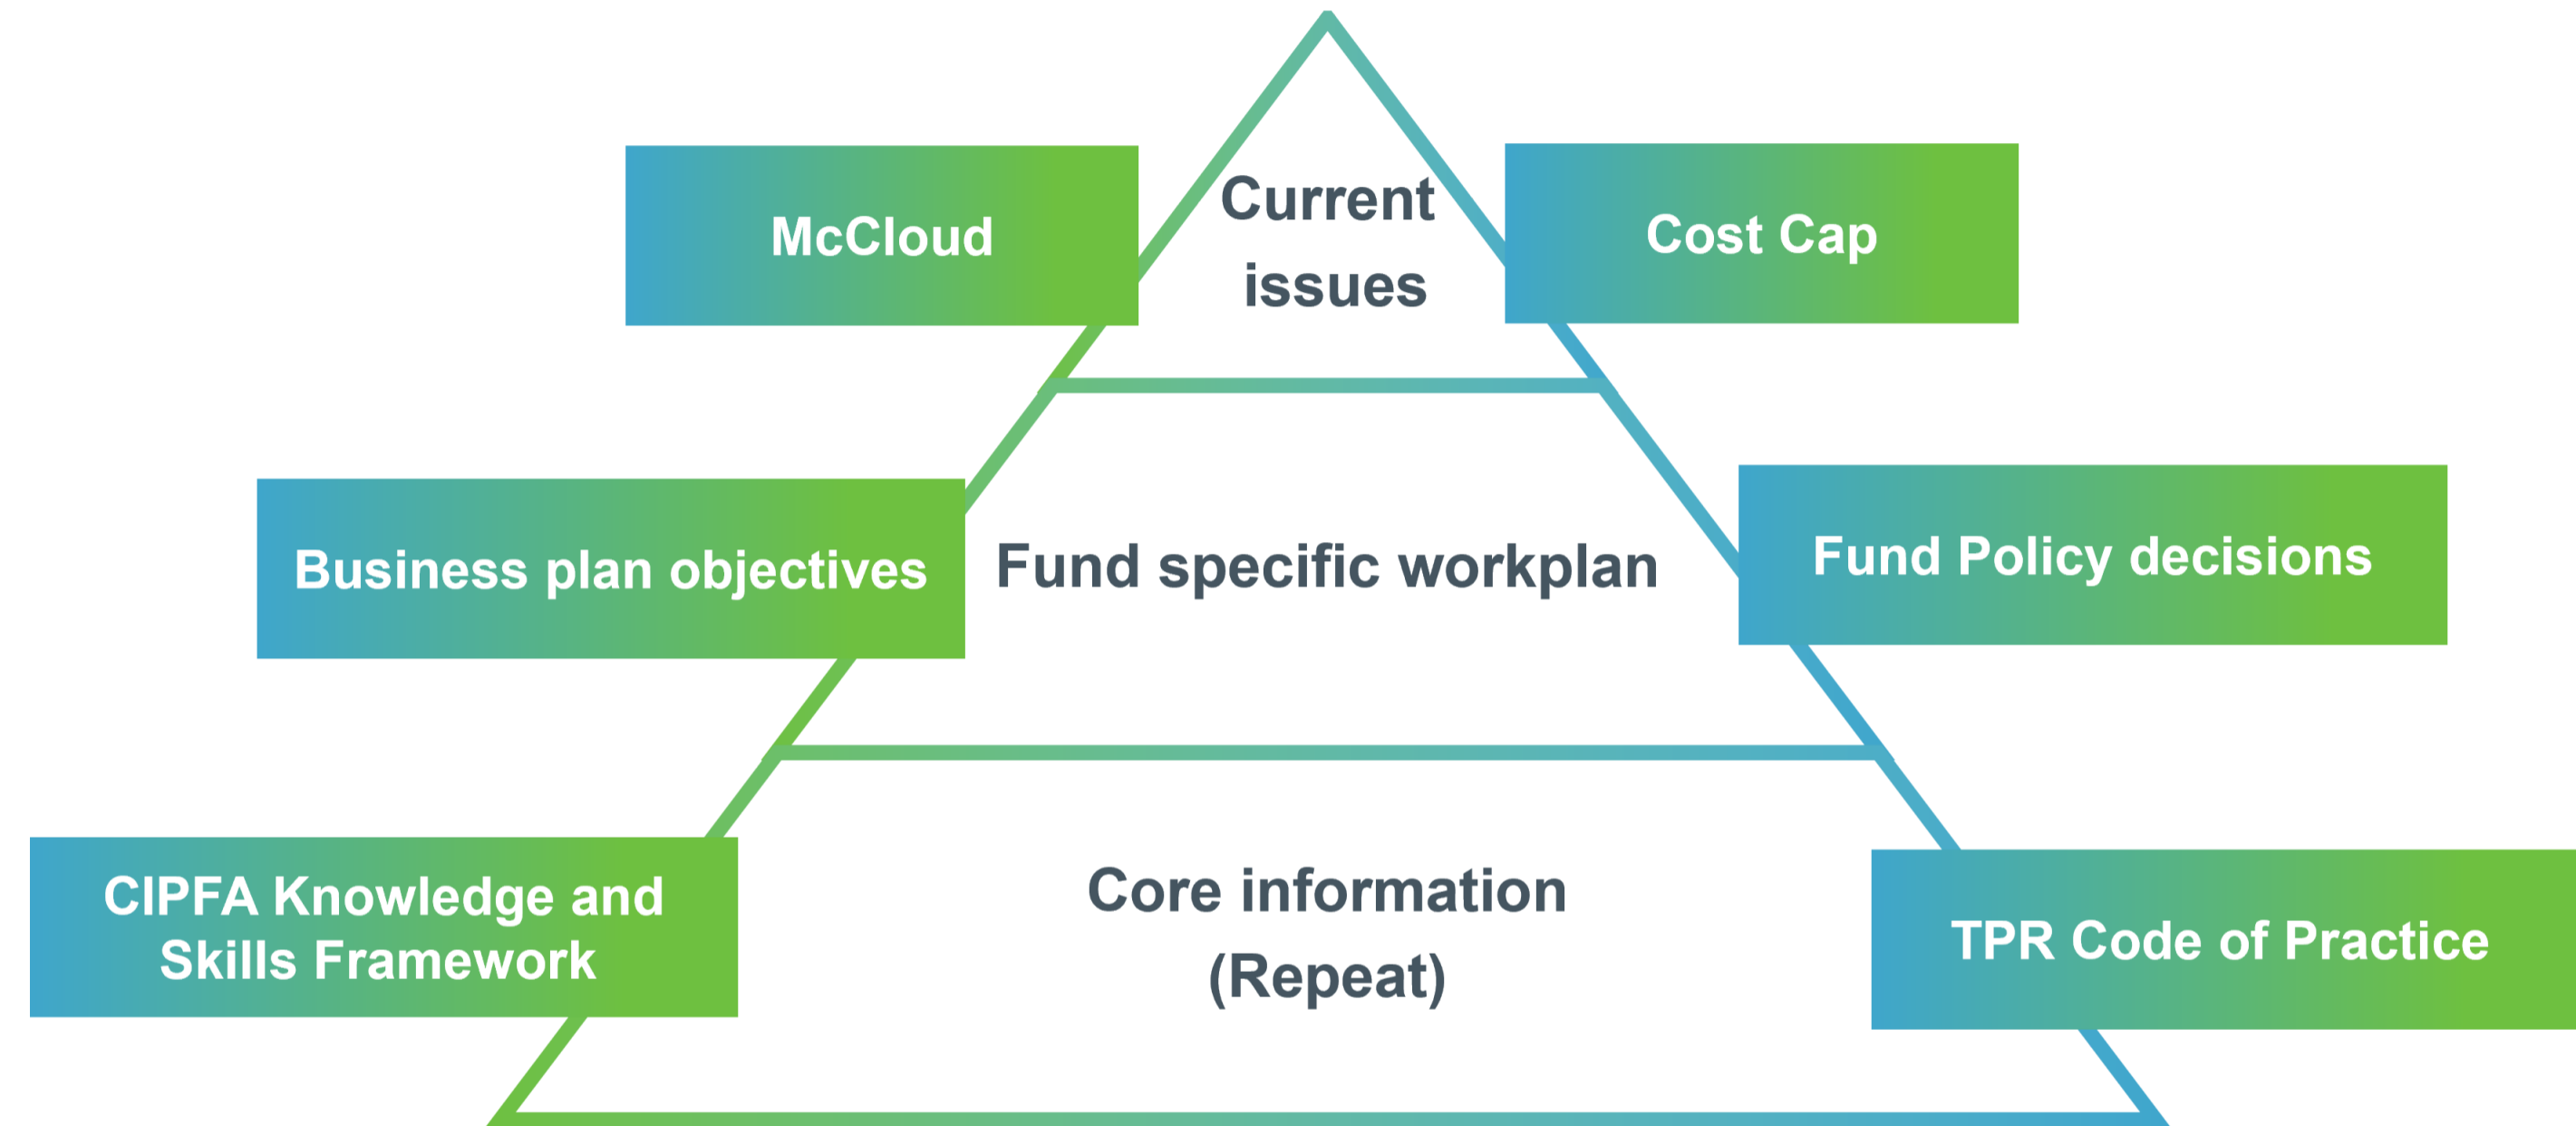 Current
issues
McCloud
Cost Cap
Business plan objectives
Fund specific workplan
Fund Policy decisions
CIPFA Knowledge and
Skills Framework
Core information
(Repeat)
TPR Code of Practice